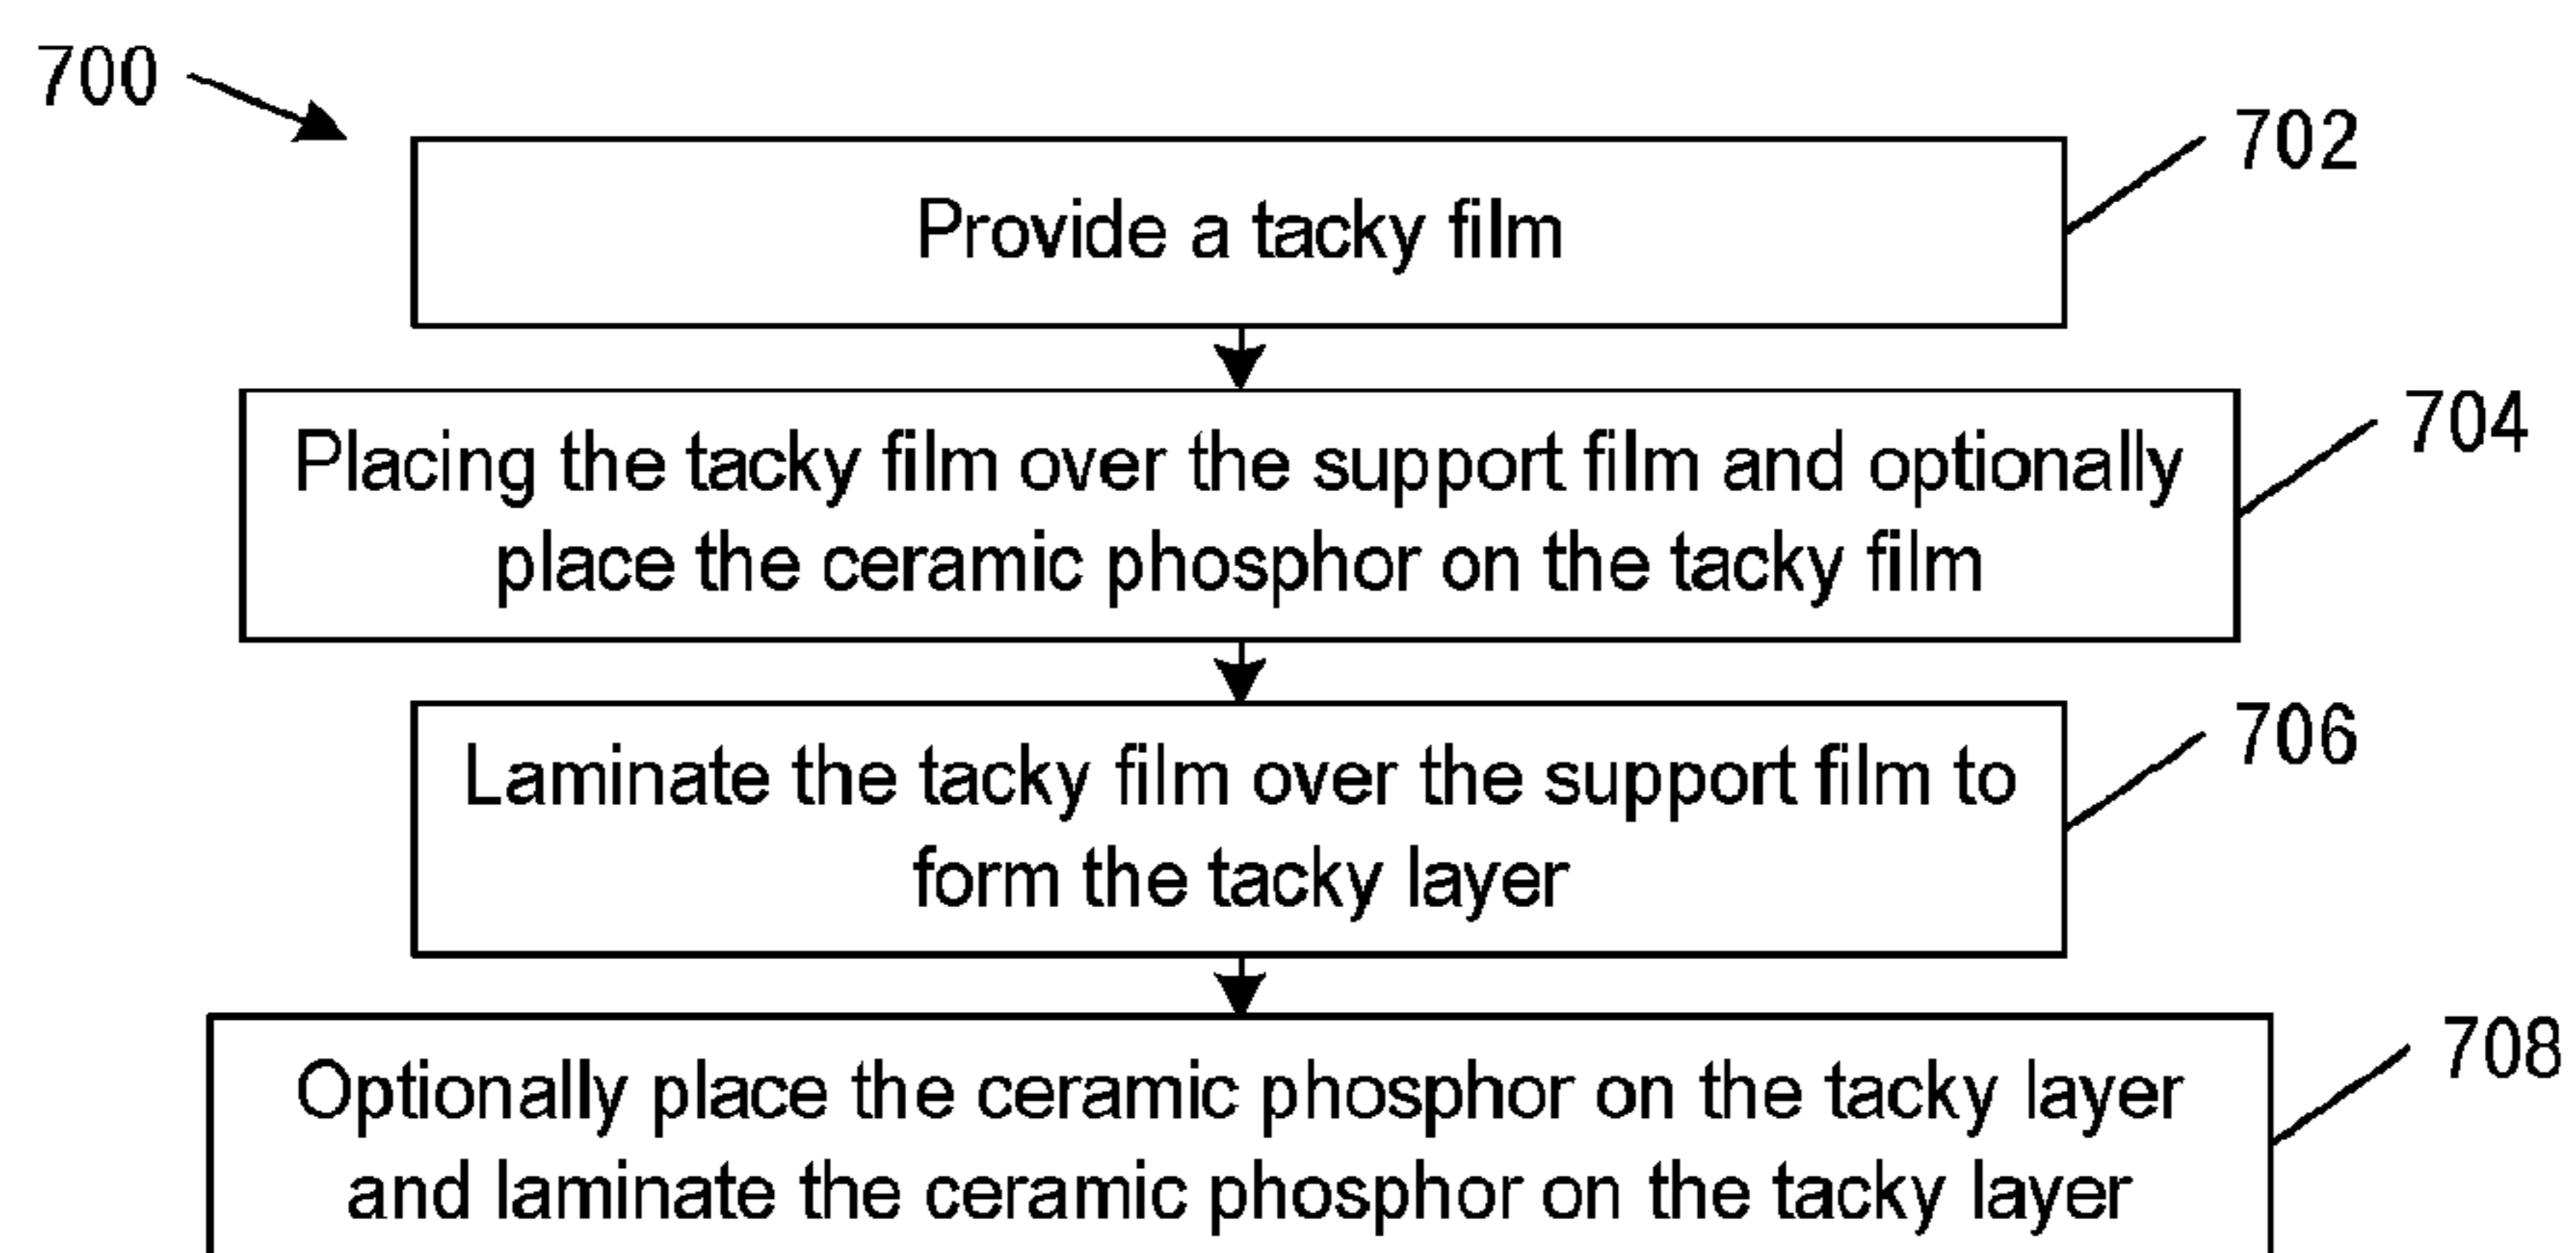 700
702
Provide a tacky film
704
Placing the tacky film over the support film and optionally
place the ceramic phosphor on the tacky film
706
Laminate the tacky film over the support film to
form the tacky layer
708
Optionally place the ceramic phosphor on the tacky layer
and laminate the ceramic phosphor on the tacky layer